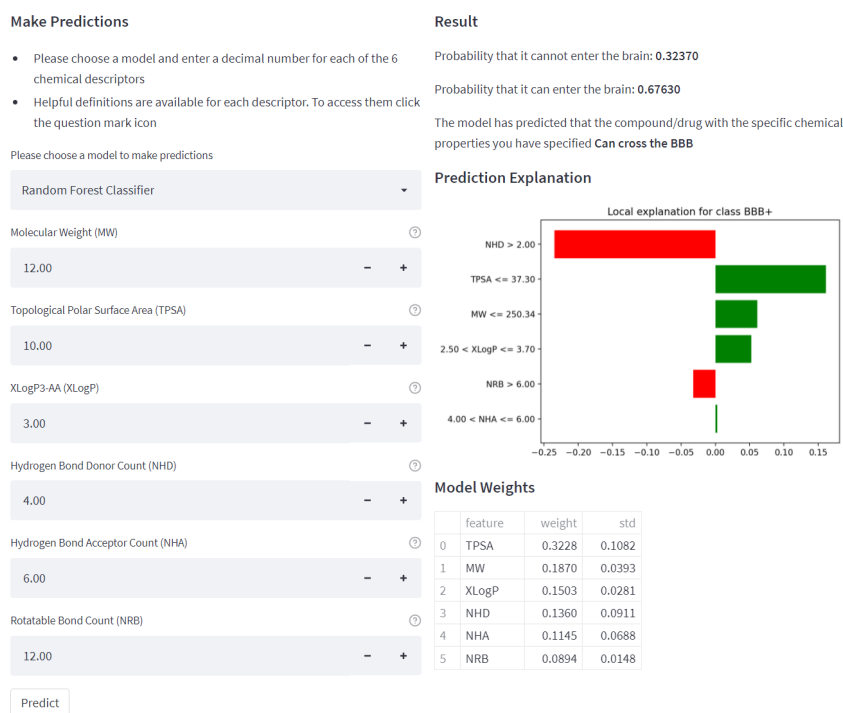 Make Predictions
Please choose a model and enter a decimal number for each of the 6
chemical descriptors
Helpful definitions are available for each descriptor. To access them click
the question mark icon
Please choose a model to make predictions
Random Forest Classifier
Molecular Weight (MW)
12.00 − +
Topological Polar Surface Area (TPSA)
10.00 − +
XLogP3-AA (XLogP)
3.00 − +
Hydrogen Bond Donor Count (NHD)
4.00 − +
Hydrogen Bond Acceptor Count (NHA)
6.00 − +
Rotatable Bond Count (NRB)
12.00 − +
Predict
Result
Probability that it cannot enter the brain: 0.32370
Probability that it can enter the brain: 0.67630
The model has predicted that the compound/drug with the specific chemical
properties you have specified Can cross the BBB
Prediction Explanation
Local explanation for class BBB+
NHD > 2.00
TPSA <= 37.30
MW <= 250.34
2.50 < XLogP <= 3.70
NRB > 6.00
4.00 < NHA <= 6.00
−0.25 −0.20 −0.15 −0.10 −0.05 0.00 0.05 0.10 0.15
Model Weights
feature weight std
0 TPSA 0.3228 0.1082
1 MW 0.1870 0.0393
2 XLogP 0.1503 0.0281
3 NHD 0.1360 0.0911
4 NHA 0.1145 0.0688
5 NRB 0.0894 0.0148